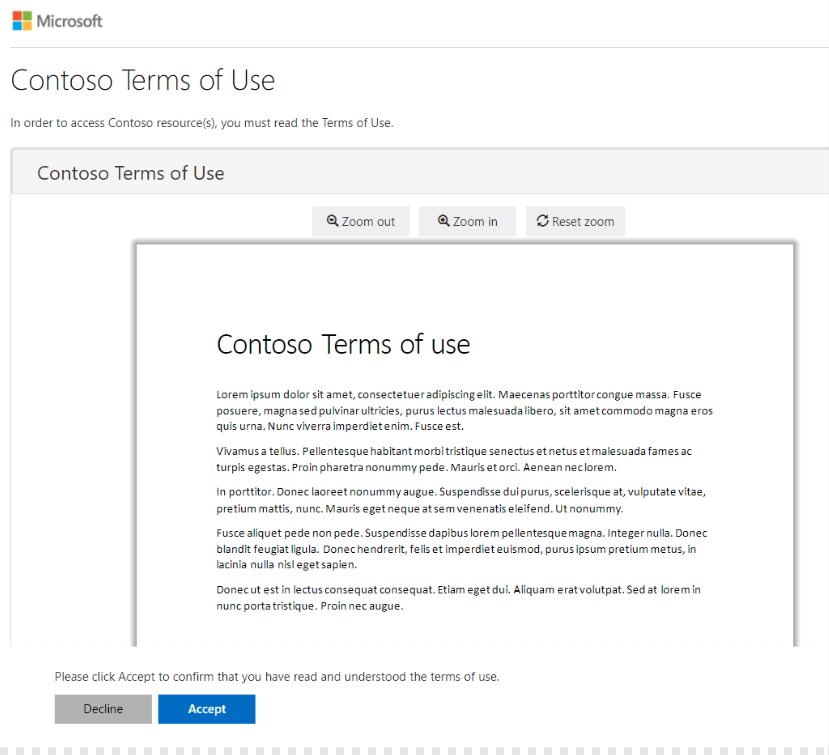 Microsoft
Contoso Terms of Use
In order to access Contoso resource(s), you must read the Terms of Use.
Contoso Terms of Use
Zoom out Zoom in Reset zoom
Contoso Terms of use
Lorem ipsum dolor sit amet, consectetuer adipiscing elit. Maecenas porttitor congue massa. Fusce
posuere, magna sed pulvinar ultricies, purus lectus malesuada libero, sit amet commodo magna eros
quis urna. Nunc viverra imperdiet enim. Fusce est.
Vivamus a tellus. Pellentesque habitant morbi tristique senectus et netus et malesuada fames ac
turpis egestas. Proin pharetra nonummy pede. Mauris et orci. Aenean nec lorem.
In porttitor. Donec laoreet nonummy augue. Suspendisse dui purus, scelerisque at, vulputate vitae,
pretium mattis, nunc. Mauris eget neque at sem venenatis eleifend. Ut nonummy.
Fusce aliquet pede non pede. Suspendisse dapibus lorem pellentesque magna. Integer nulla. Donec
blandit feugiat ligula. Donec hendrerit, felis et imperdiet euismod, purus ipsum pretium metus, in
lacinia nulla nisl eget sapien.
Donec ut est in lectus consequat consequat. Etiam eget dui. Aliquam erat volutpat. Sed at lorem in
nunc porta tristique. Proin nec augue.
Please click Accept to confirm that you have read and understood the terms of use.
Decline Accept